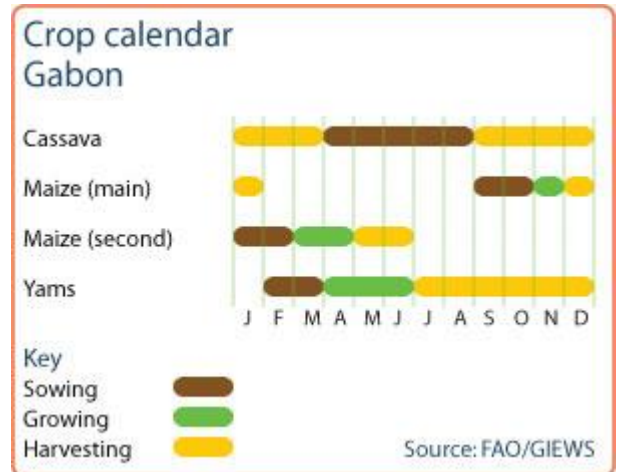 Crop calendar
Gabon
Cassava
Maize (main)
Maize (second)
Yams
J F M A M J J A S O N D
Key
Sowing
Growing
Harvesting
Source: FAO/GIEWS